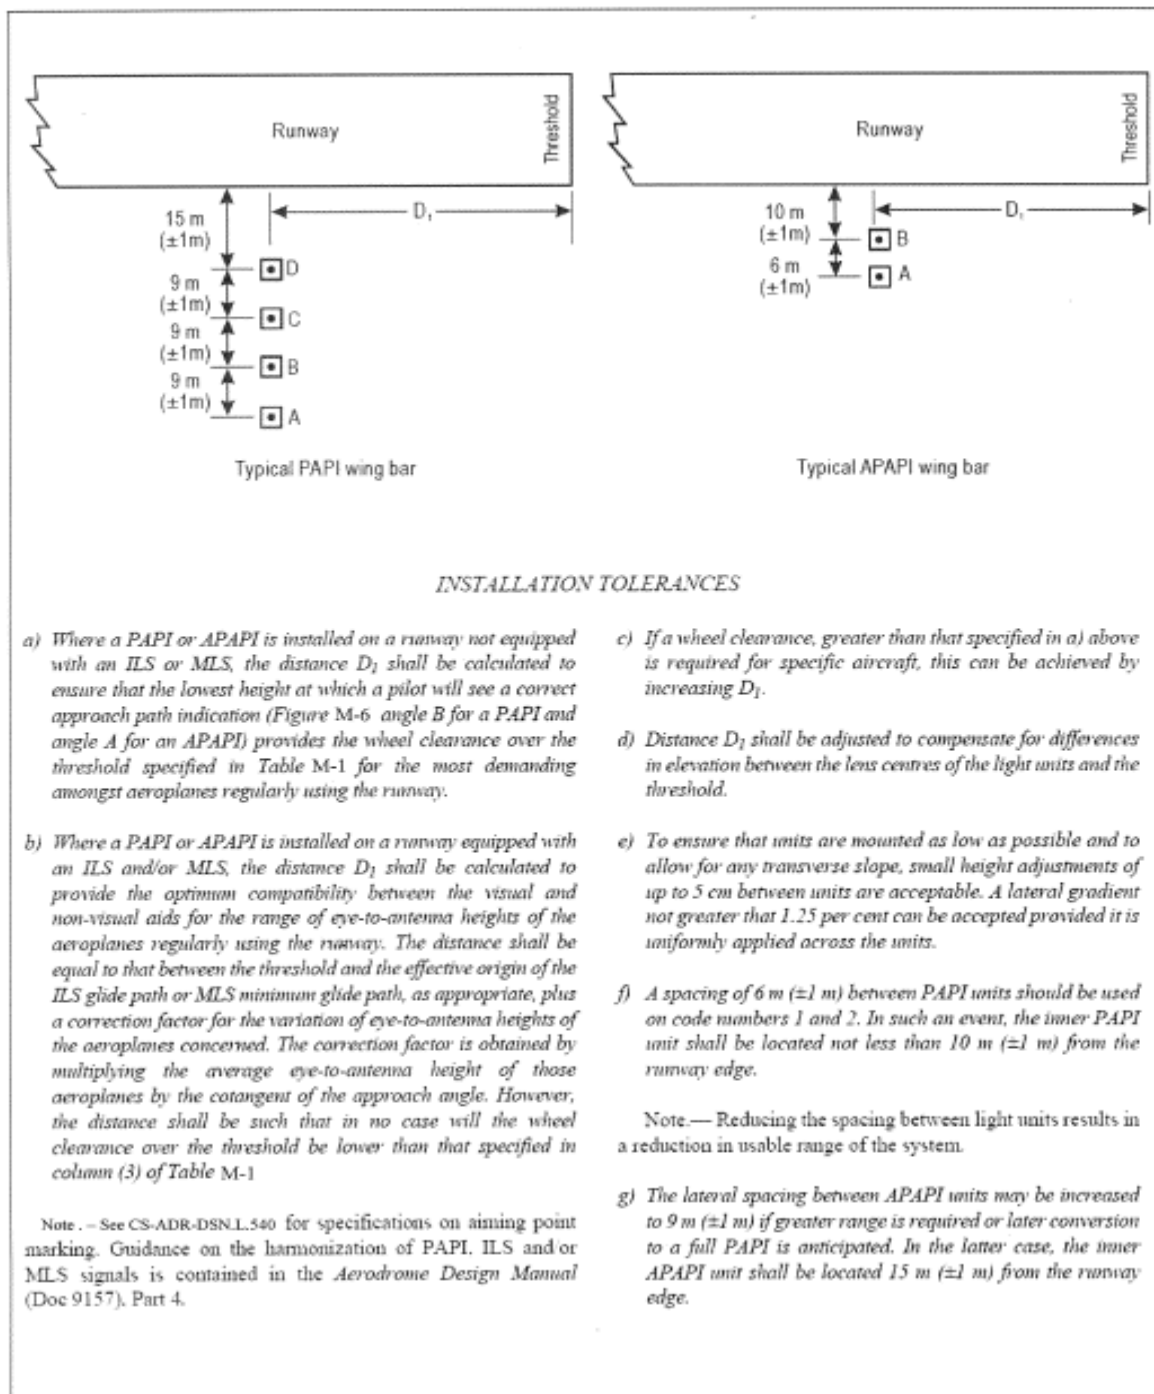 Runway
Threshold
15 m
(±1m)
D₁
D
9 m
(±1m)
C
9 m
(±1m)
B
9 m
(±1m)
A
Typical PAPI wing bar
Runway
Threshold
10 m
(±1m)
D₁
B
6 m
(±1m)
A
Typical APAPI wing bar
INSTALLATION TOLERANCES
a) Where a PAPI or APAPI is installed on a runway not equipped
with an ILS or MLS, the distance D₁ shall be calculated to
ensure that the lowest height at which a pilot will see a correct
approach path indication (Figure M-6 angle B for a PAPI and
angle A for an APAPI) provides the wheel clearance over the
threshold specified in Table M-1 for the most demanding
amongst aeroplanes regularly using the runway.
b) Where a PAPI or APAPI is installed on a runway equipped with
an ILS and/or MLS, the distance D₁ shall be calculated to
provide the optimum compatibility between the visual and
non-visual aids for the range of eye-to-antenna heights of the
aeroplanes regularly using the runway. The distance shall be
equal to that between the threshold and the effective origin of the
ILS glide path or MLS minimum glide path, as appropriate, plus
a correction factor for the variation of eye-to-antenna heights of
the aeroplanes concerned. The correction factor is obtained by
multiplying the average eye-to-antenna height of those
aeroplanes by the cotangent of the approach angle. However,
the distance shall be such that in no case will the wheel
clearance over the threshold be lower than that specified in
column (3) of Table M-1
Note . – See CS-ADR-DSN.L.540 for specifications on aiming point
marking. Guidance on the harmonization of PAPI, ILS and/or
MLS signals is contained in the Aerodrome Design Manual
(Doc 9157), Part 4.
c) If a wheel clearance, greater than that specified in a) above
is required for specific aircraft, this can be achieved by
increasing D₁.
d) Distance D₁ shall be adjusted to compensate for differences
in elevation between the lens centres of the light units and the
threshold.
e) To ensure that units are mounted as low as possible and to
allow for any transverse slope, small height adjustments of
up to 5 cm between units are acceptable. A lateral gradient
not greater that 1.25 per cent can be accepted provided it is
uniformly applied across the units.
f) A spacing of 6 m (±1 m) between PAPI units should be used
on code numbers 1 and 2. In such an event, the inner PAPI
unit shall be located not less than 10 m (±1 m) from the
runway edge.
Note.— Reducing the spacing between light units results in
a reduction in usable range of the system.
g) The lateral spacing between APAPI units may be increased
to 9 m (±1 m) if greater range is required or later conversion
to a full PAPI is anticipated. In the latter case, the inner
APAPI unit shall be located 15 m (±1 m) from the runway
edge.